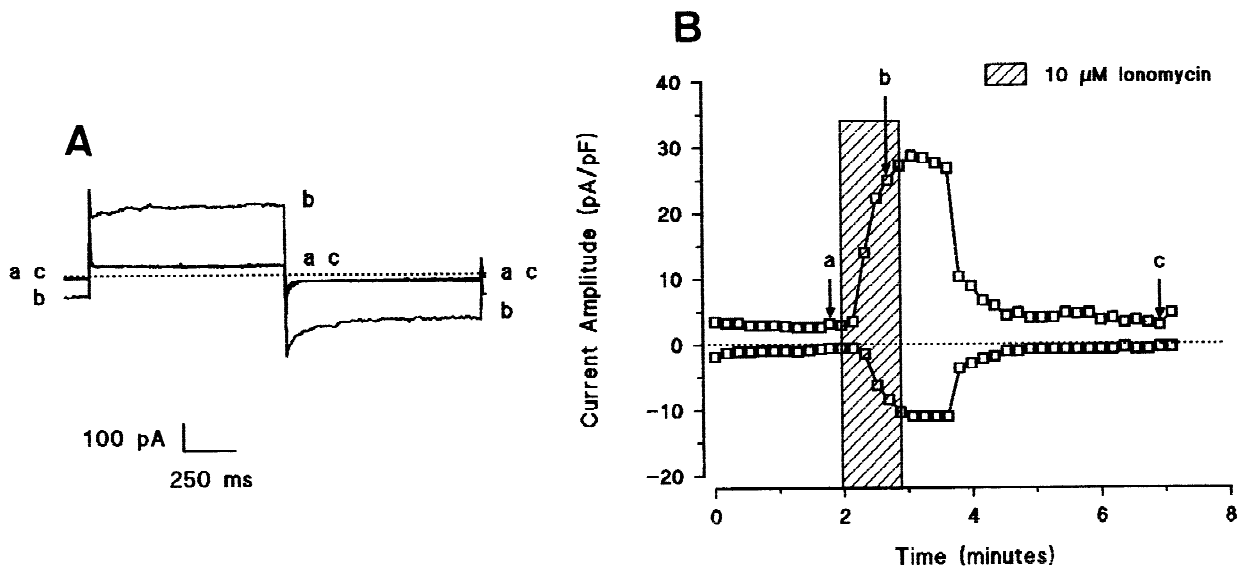 A
b
a c
a c
b
a c
b
100 pA
250 ms
B
10 μM Ionomycin
b
a
c
Current Amplitude (pA/pF)
40
30
20
10
0
−10
−20
0 2 4 6 8
Time (minutes)